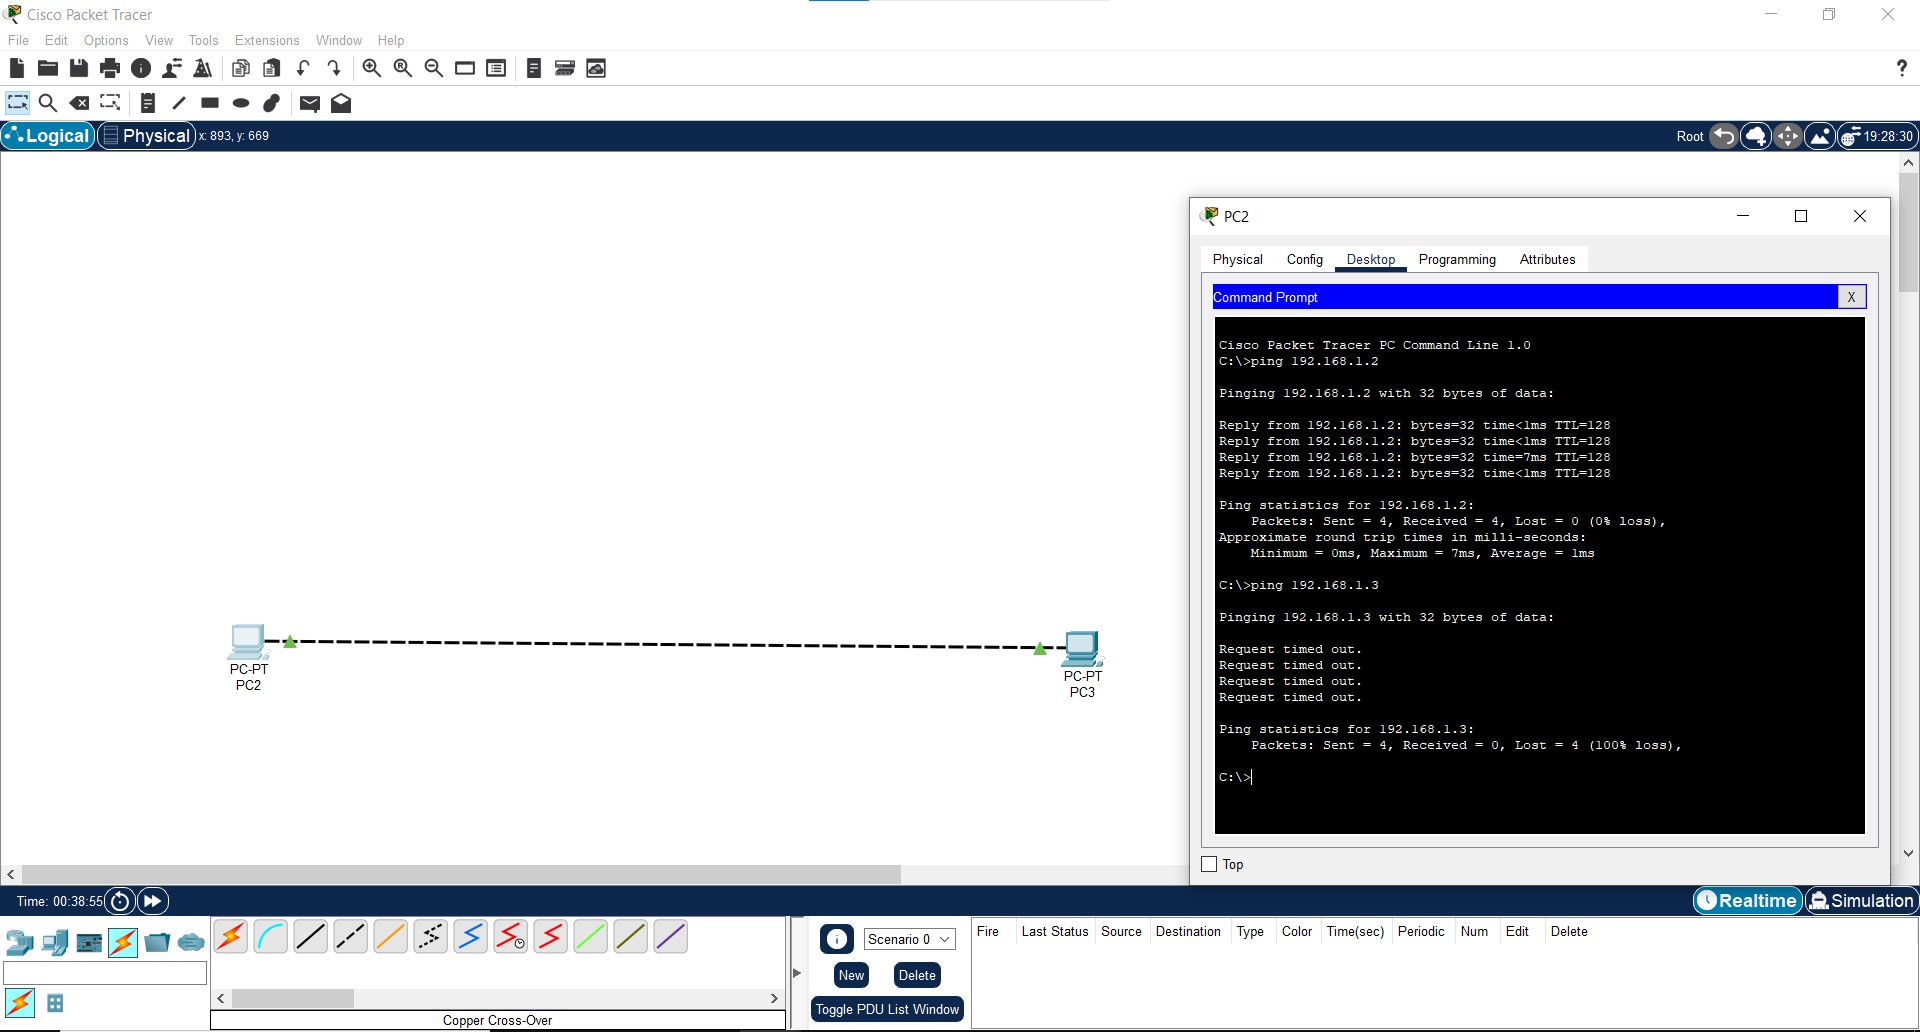 Cisco Packet Tracer
File Edit Options View Tools Extensions Window Help
?
Logical Physical x: 893, y: 669 Root 19:28:30
PC2
Physical Config Desktop Programming Attributes
Command Prompt X
Cisco Packet Tracer PC Command Line 1.0
C:\>ping 192.168.1.2
Pinging 192.168.1.2 with 32 bytes of data:
Reply from 192.168.1.2: bytes=32 time<1ms TTL=128
Reply from 192.168.1.2: bytes=32 time<1ms TTL=128
Reply from 192.168.1.2: bytes=32 time=7ms TTL=128
Reply from 192.168.1.2: bytes=32 time<1ms TTL=128
Ping statistics for 192.168.1.2:
Packets: Sent = 4, Received = 4, Lost = 0 (0% loss),
Approximate round trip times in milli-seconds:
Minimum = 0ms, Maximum = 7ms, Average = 1ms
C:\>ping 192.168.1.3
Pinging 192.168.1.3 with 32 bytes of data:
Request timed out.
Request timed out.
Request timed out.
Request timed out.
Ping statistics for 192.168.1.3:
Packets: Sent = 4, Received = 0, Lost = 4 (100% loss),
C:\>
Top
PC-PT
PC2
PC-PT
PC3
Time: 00:38:55 Realtime Simulation
Scenario 0
New Delete
Toggle PDU List Window
Fire Last Status Source Destination Type Color Time(sec) Periodic Num Edit Delete
Copper Cross-Over